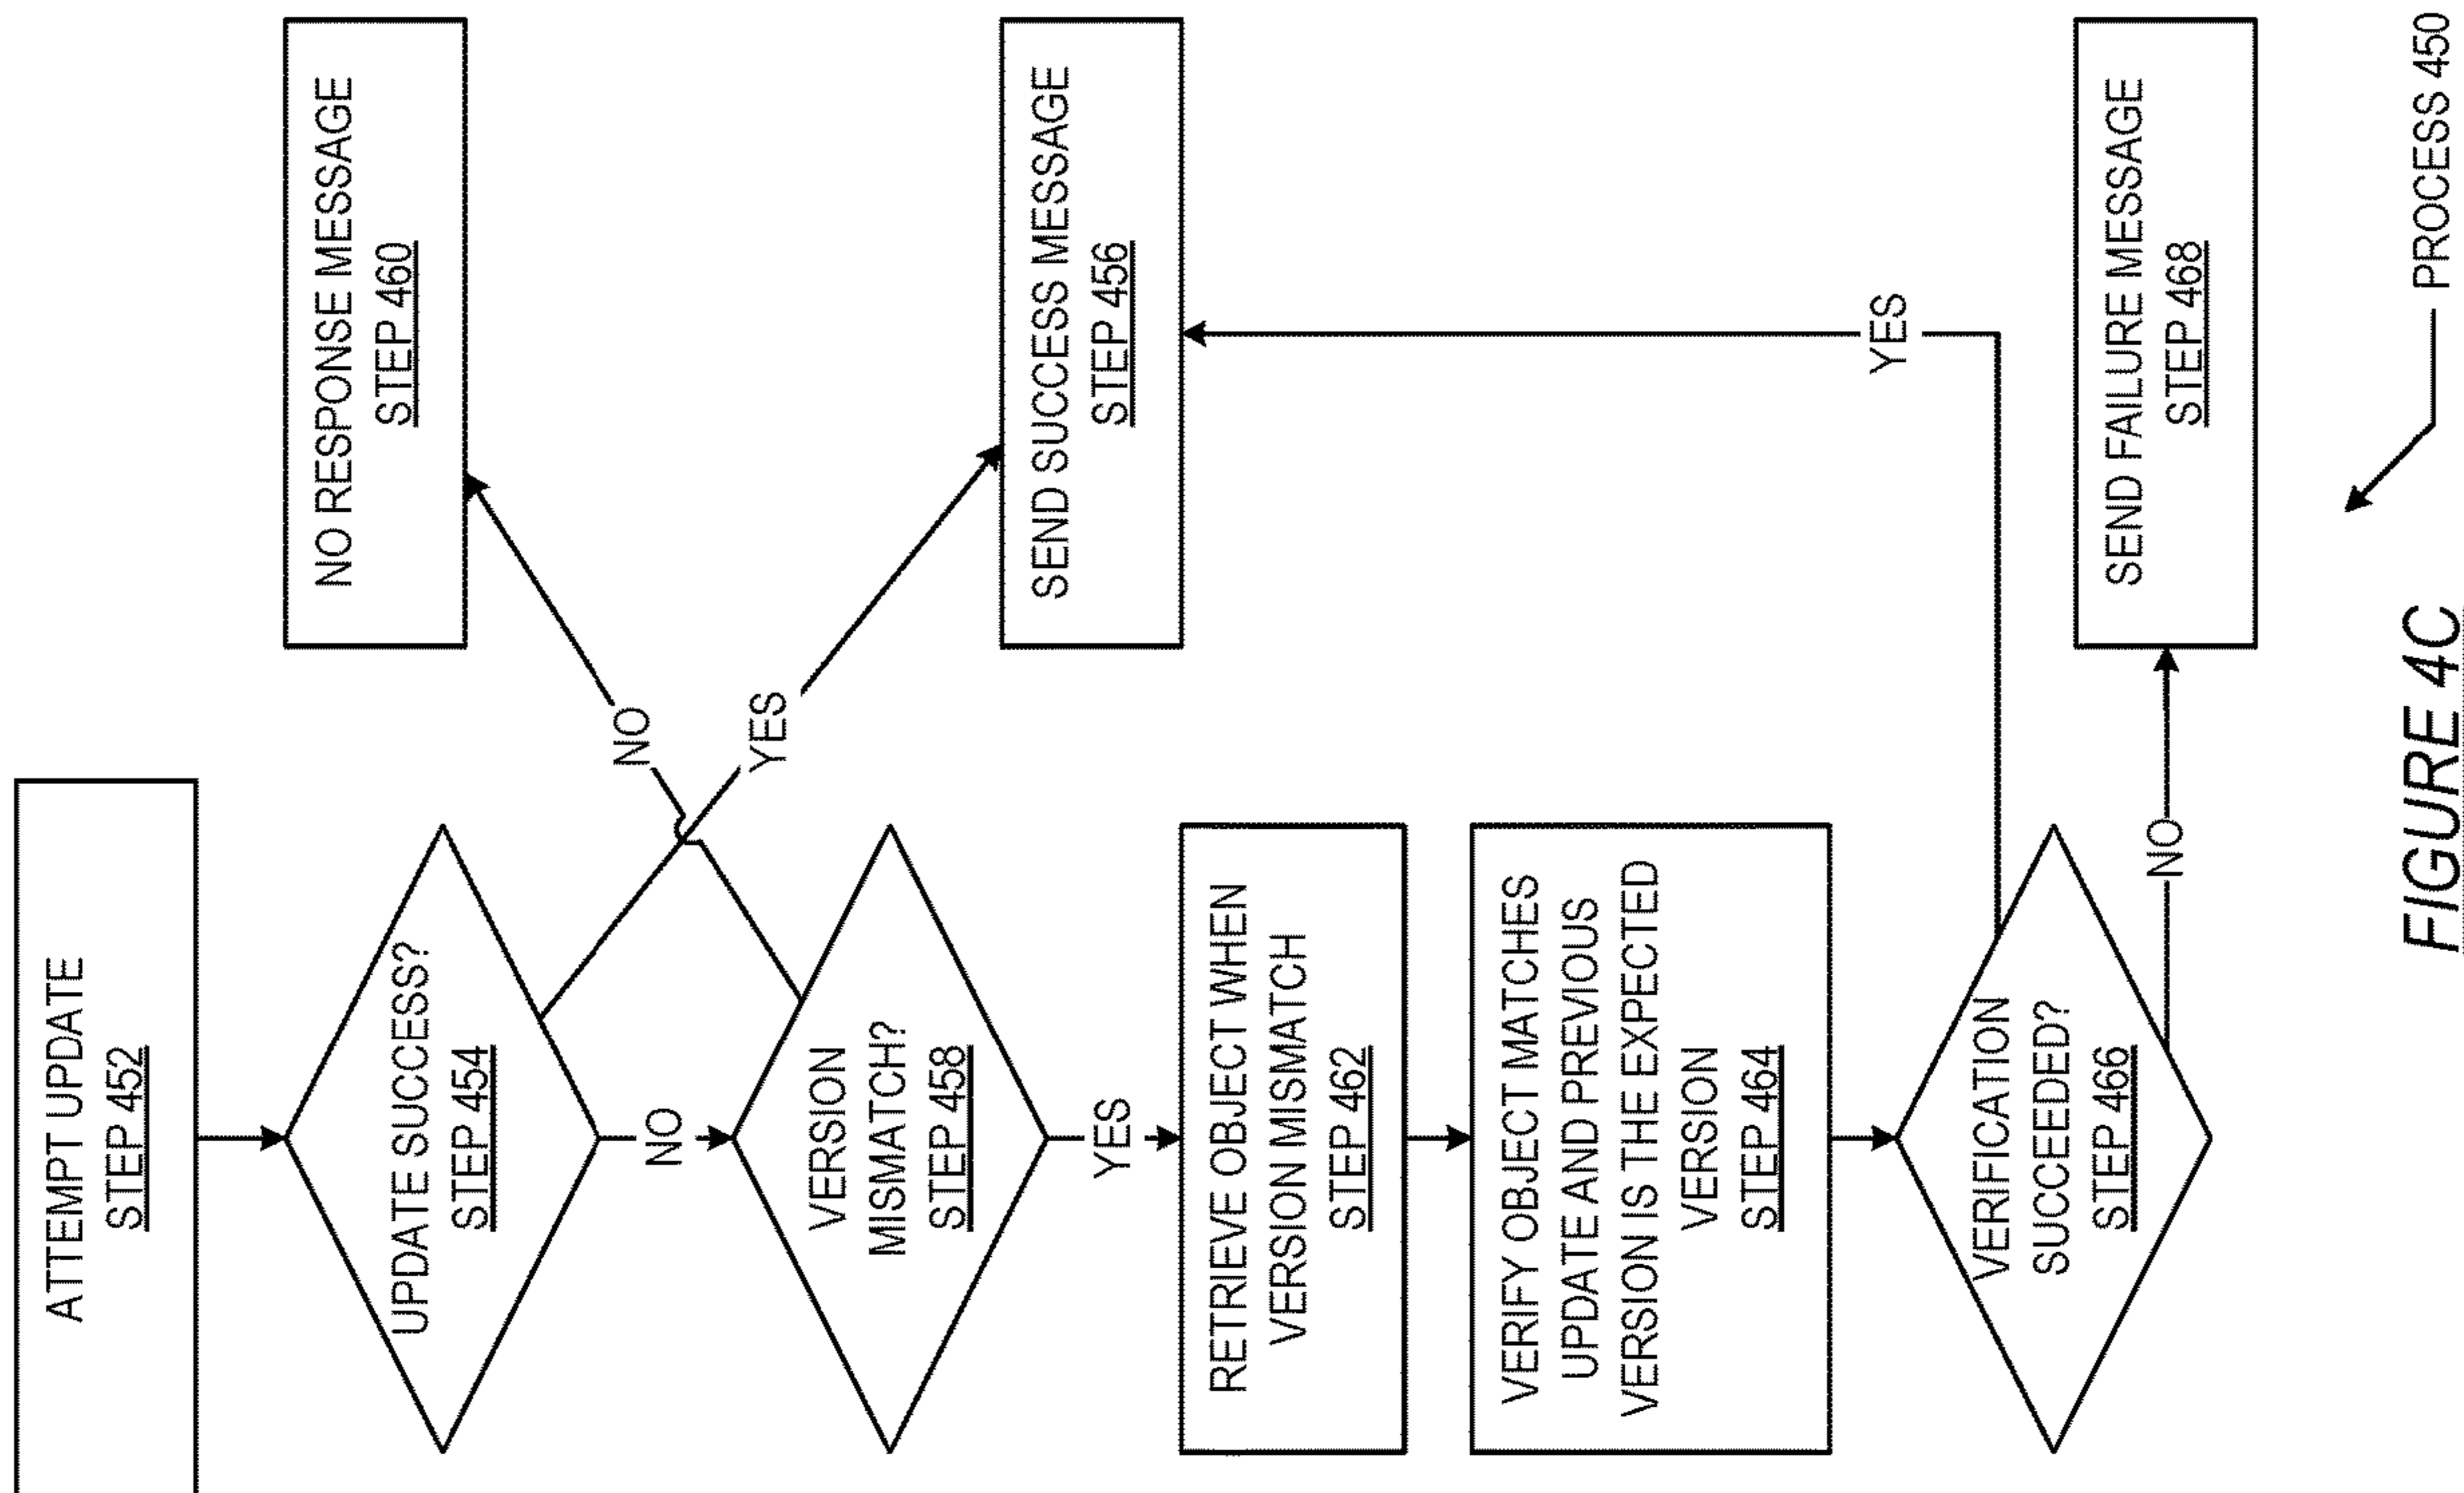 ATTEMPT UPDATE
STEP 452
UPDATE SUCCESS?
STEP 454
NO
YES
VERSION
MISMATCH?
STEP 458
NO
YES
NO RESPONSE MESSAGE
STEP 460
SEND SUCCESS MESSAGE
STEP 456
RETRIEVE OBJECT WHEN
VERSION MISMATCH
STEP 462
VERIFY OBJECT MATCHES
UPDATE AND PREVIOUS
VERSION IS THE EXPECTED
VERSION
STEP 464
VERIFICATION
SUCCEEDED?
STEP 466
YES
NO
SEND FAILURE MESSAGE
STEP 468
PROCESS 450
FIGURE 4C